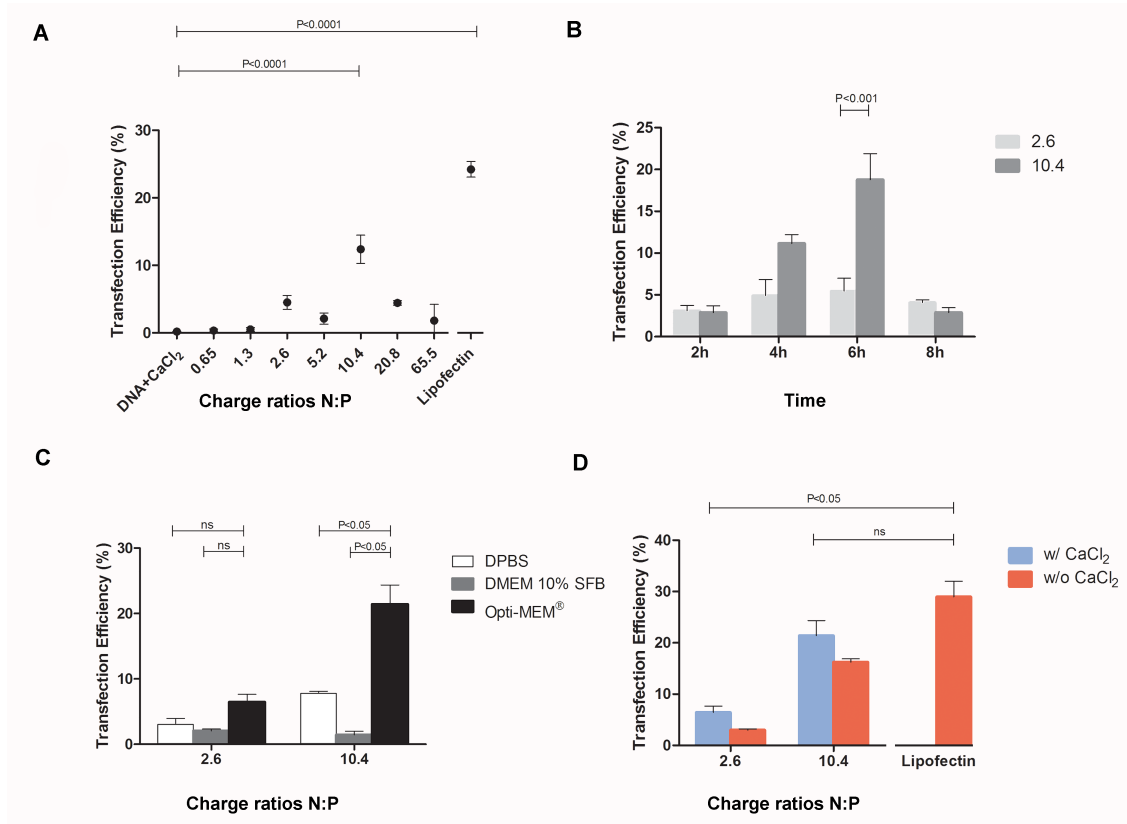 A
P<0.0001
P<0.0001
Transfection Efficiency (%)
30
20
10
0
DNA+CaCl₂
0.65
1.3
2.6
5.2
10.4
20.8
65.5
Lipofectin
Charge ratios N:P
B
P<0.001
Transfection Efficiency (%)
25
20
15
10
5
0
2h
4h
6h
8h
Time
2.6
10.4
C
ns
ns
P<0.05
P<0.05
Transfection Efficiency (%)
30
20
10
0
2.6
10.4
Charge ratios N:P
DPBS
DMEM 10% SFB
Opti-MEM®
D
P<0.05
ns
Transfection Efficiency (%)
40
30
20
10
0
2.6
10.4
Lipofectin
Charge ratios N:P
w/ CaCl₂
w/o CaCl₂